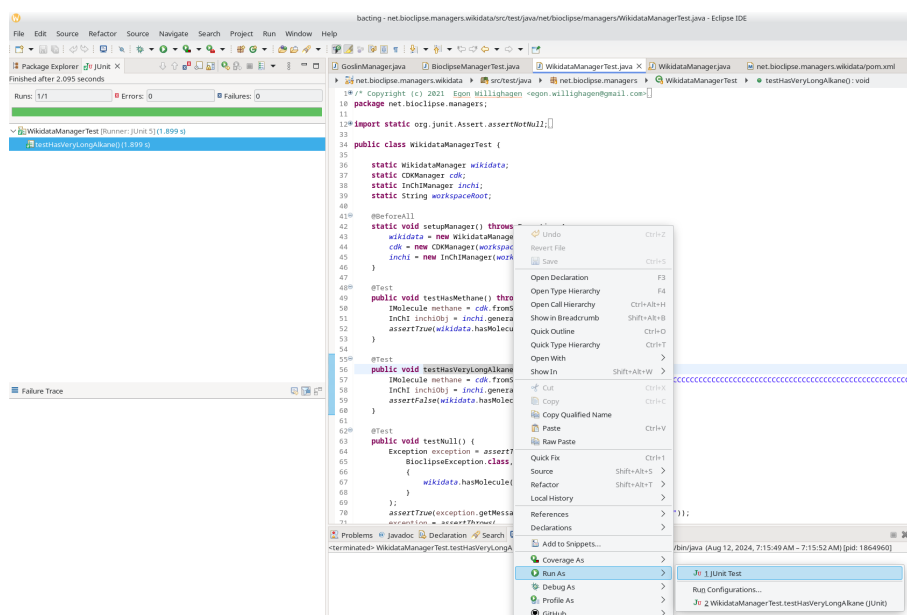 bacting - net.bioclipse.managers.wikidata/src/test/java/net/bioclipse/managers/WikidataManagerTest.java - Eclipse IDE
File Edit Source Refactor Source Navigate Search Project Run Window Help
Package Explorer JUnit ×
Finished after 2.095 seconds
Runs: 1/1 Errors: 0 Failures: 0
WikidataManagerTest [Runner: JUnit 5] (1.899 s)
testHasVeryLongAlkane() (1.899 s)
Failure Trace
GoslinManager.java BioclipseManagerTest.java WikidataManagerTest.java × WikidataManager.java net.bioclipse.managers.wikidata/pom.xml
net.bioclipse.managers.wikidata src/test/java net.bioclipse.managers WikidataManagerTest testHasVeryLongAlkane() : void
1 /* Copyright (c) 2021 Egon Willighagen <egon.willighagen@gmail.com>
10 package net.bioclipse.managers;
11
12 import static org.junit.Assert.assertNotNull;
33
34 public class WikidataManagerTest {
35
36 static WikidataManager wikidata;
37 static CDKManager cdk;
38 static InChIManager inchi;
39 static String workspaceRoot;
40
41 @BeforeAll
42 static void setupManager() throws
43 wikidata = new WikidataManage
44 cdk = new CDKManager(workspac
45 inchi = new InChIManager(work
46 }
47
48 @Test
49 public void testHasMethane() thro
50 IMolecule methane = cdk.fromS
51 InChI inchiObj = inchi.genera
52 assertTrue(wikidata.hasMolecu
53 }
54
55 @Test
56 public void testHasVeryLongAlkane
57 IMolecule methane = cdk.fromS
58 InChI inchiObj = inchi.genera
59 assertFalse(wikidata.hasMolec
60 }
61
62 @Test
63 public void testNull() {
64 Exception exception = assertT
65 BioclipseException.class,
66 {
67 wikidata.hasMolecule(
68 }
69 );
70 assertTrue(exception.getMessa "));
71 exception = assertThrows(
Undo Ctrl+Z
Revert File
Save Ctrl+S
Open Declaration F3
Open Type Hierarchy F4
Open Call Hierarchy Ctrl+Alt+H
Show in Breadcrumb Shift+Alt+B
Quick Outline Ctrl+O
Quick Type Hierarchy Ctrl+T
Open With
Show In Shift+Alt+W
Cut Ctrl+X
Copy Ctrl+C
Copy Qualified Name
Paste Ctrl+V
Raw Paste
Quick Fix Ctrl+1
Source Shift+Alt+S
Refactor Shift+Alt+T
Local History
References
Declarations
Add to Snippets...
Coverage As
Run As
Debug As
Profile As
GitHub
1 JUnit Test
Run Configurations...
2 WikidataManagerTest.testHasVeryLongAlkane (JUnit)
Problems Javadoc Declaration Search
<terminated> WikidataManagerTest.testHasVeryLongA /bin/java (Aug 12, 2024, 7:15:49 AM – 7:15:52 AM) [pid: 1864960]